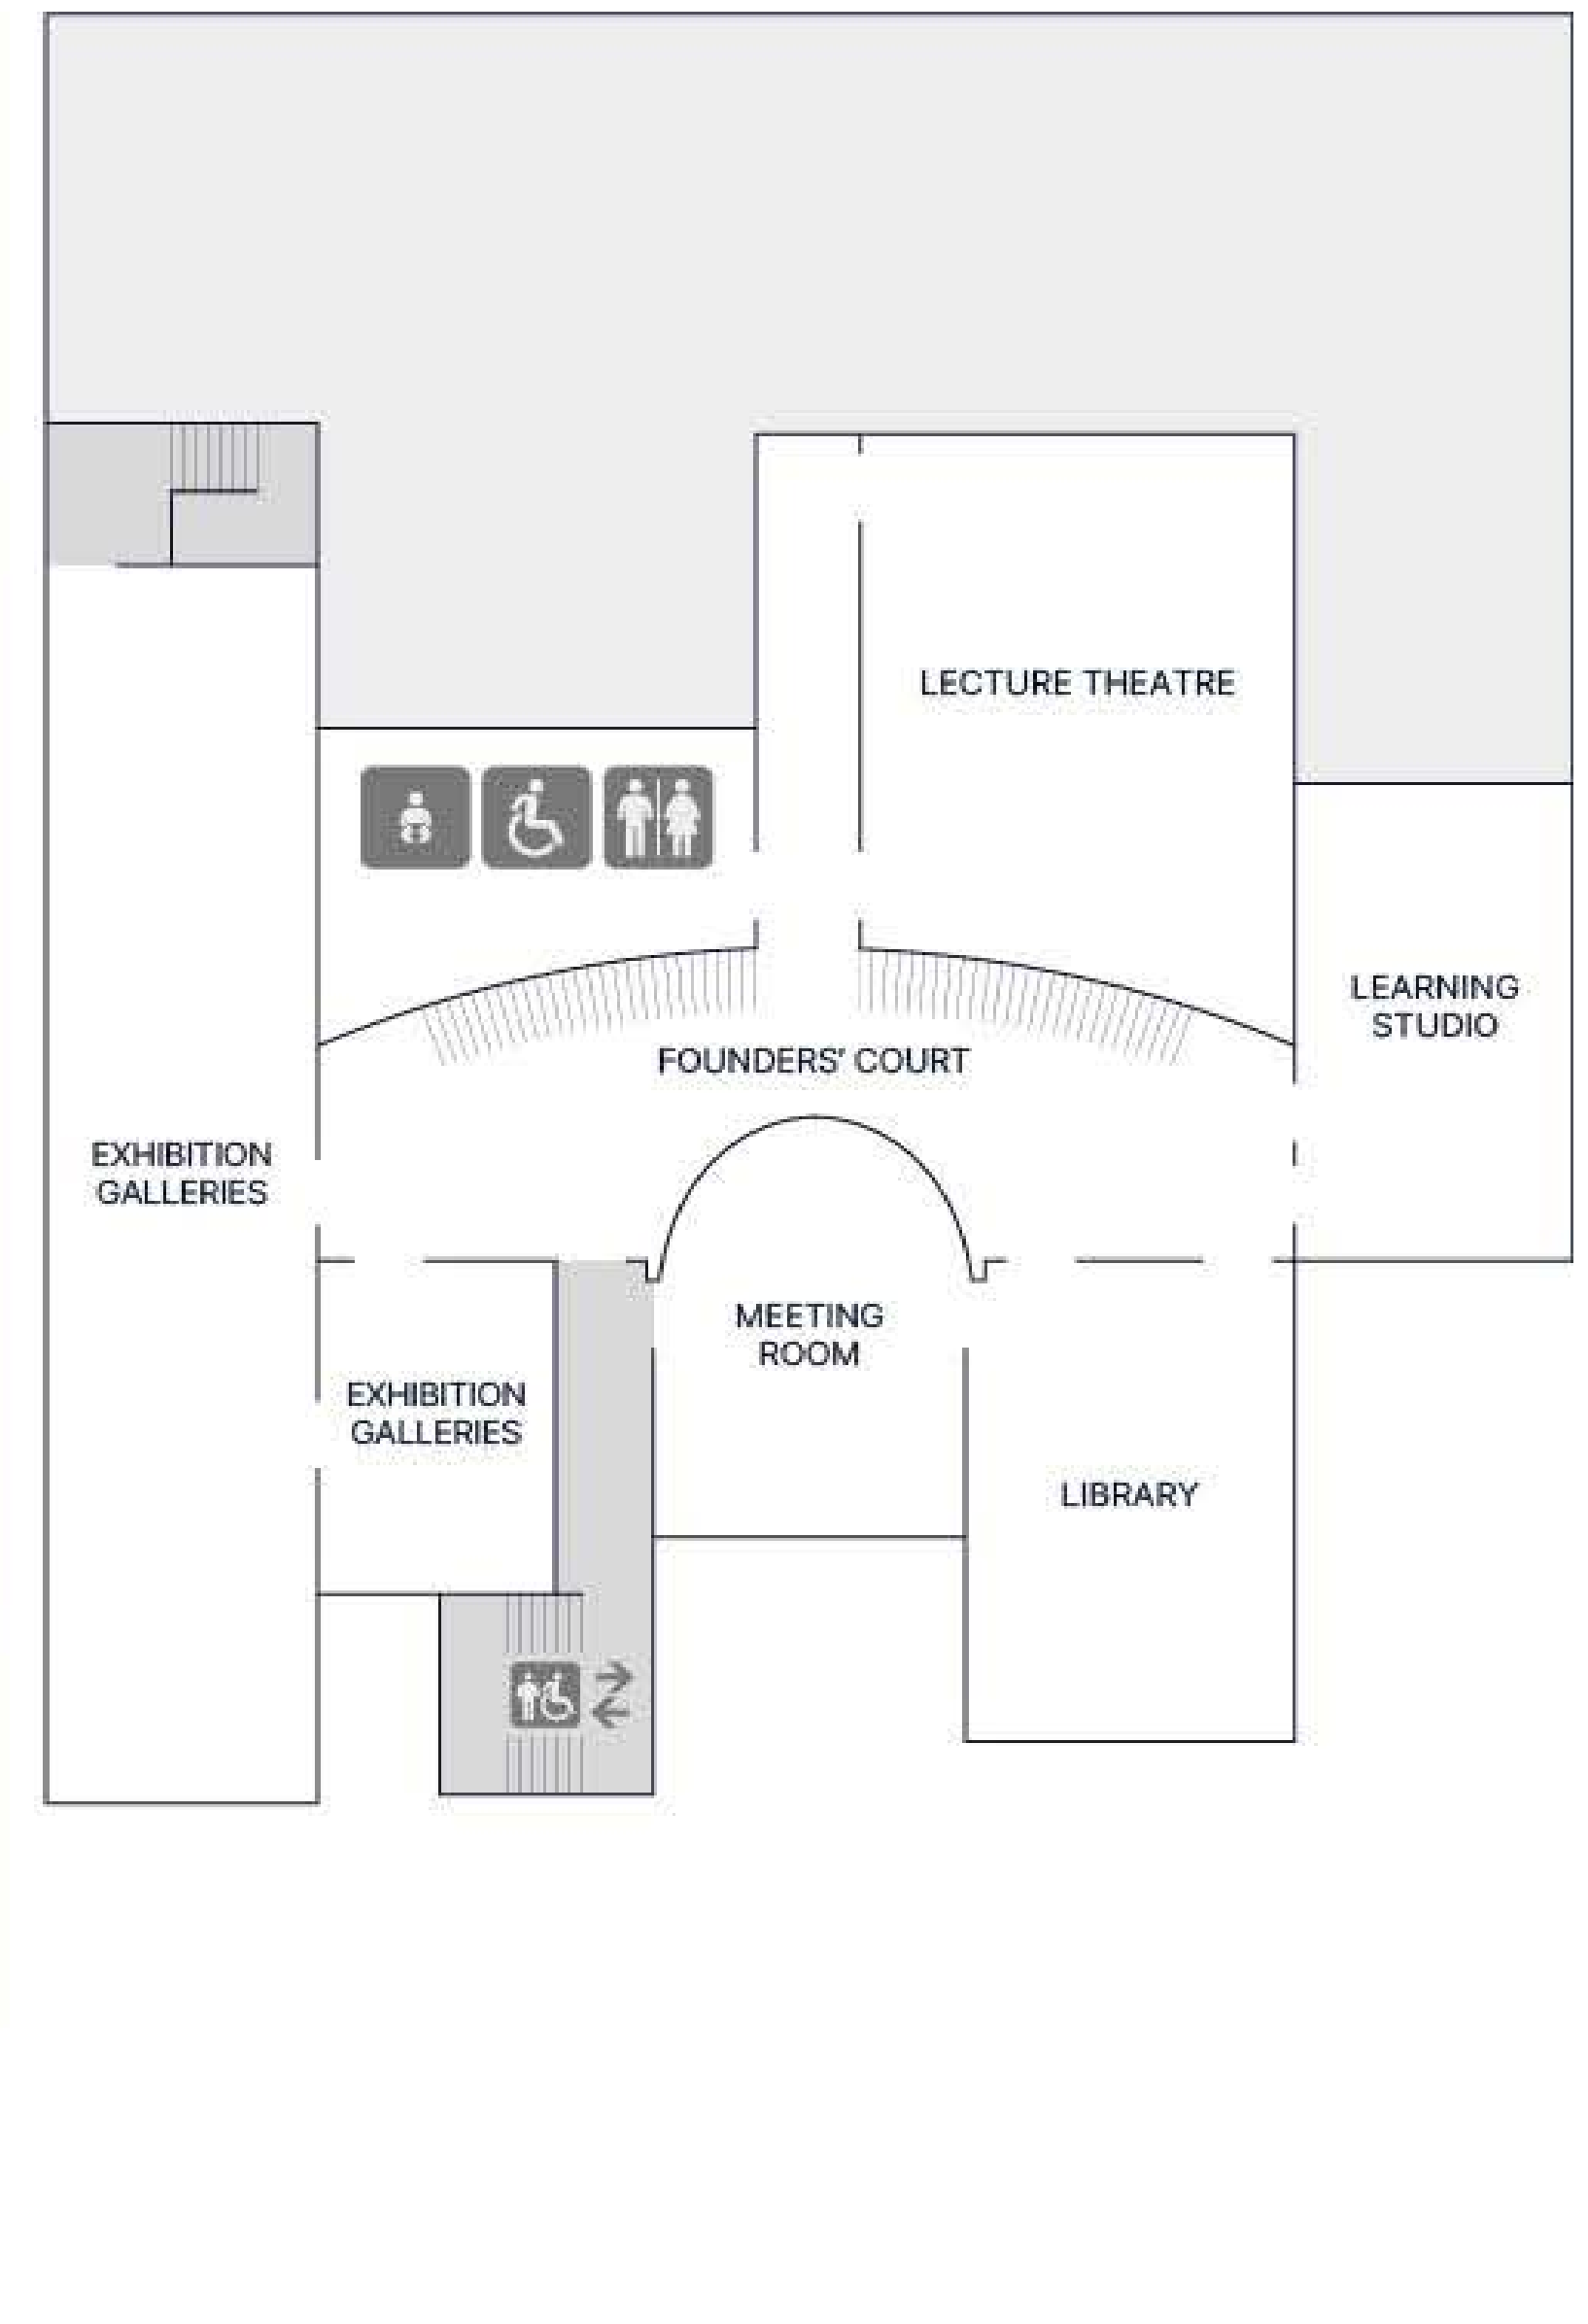 LECTURE THEATRE
LEARNING
STUDIO
FOUNDERS’ COURT
EXHIBITION
GALLERIES
MEETING
ROOM
EXHIBITION
GALLERIES
LIBRARY